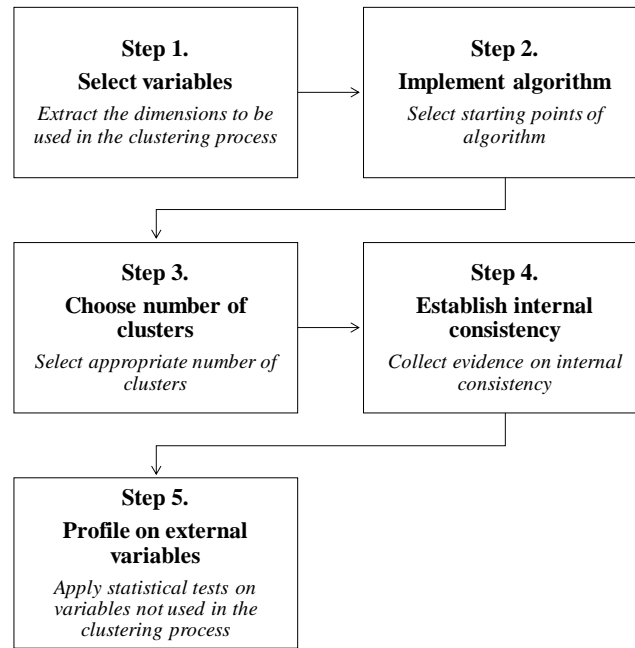 Step 1.
Select variables
Extract the dimensions to be
used in the clustering process
Step 2.
Implement algorithm
Select starting points of
algorithm
Step 3.
Choose number of
clusters
Select appropriate number of
clusters
Step 4.
Establish internal
consistency
Collect evidence on internal
consistency
Step 5.
Profile on external
variables
Apply statistical tests on
variables not used in the
clustering process